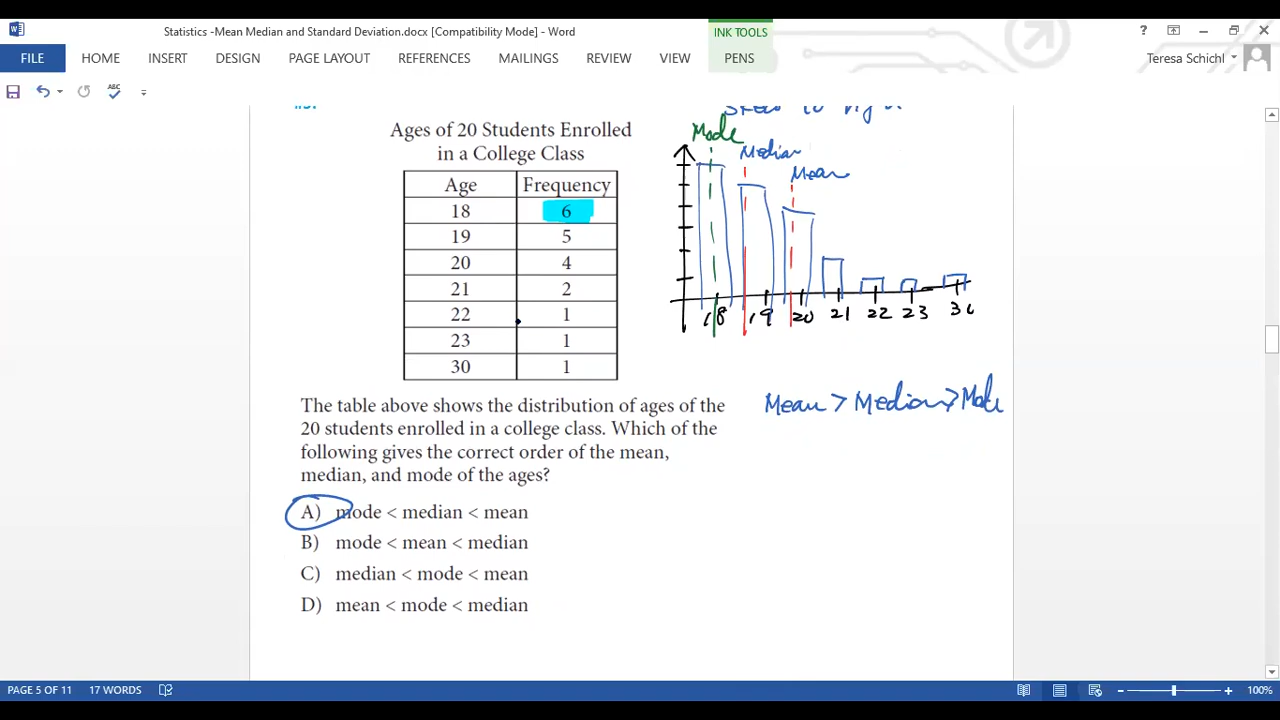 Statistics -Mean Median and Standard Deviation.docx [Compatibility Mode] - Word
INK TOOLS
?
FILE
HOME
INSERT
DESIGN
PAGE LAYOUT
REFERENCES
MAILINGS
REVIEW
VIEW
PENS
Teresa Schichl
ABC
Ages of 20 Students Enrolled
in a College Class
Age Frequency
18 6
19 5
20 4
21 2
22 1
23 1
30 1
Mode
Median
Mean
18 19 20 21 22 23 30
Mean > Median > Mode
The table above shows the distribution of ages of the
20 students enrolled in a college class. Which of the
following gives the correct order of the mean,
median, and mode of the ages?
A) mode < median < mean
B) mode < mean < median
C) median < mode < mean
D) mean < mode < median
PAGE 5 OF 11
17 WORDS
100%